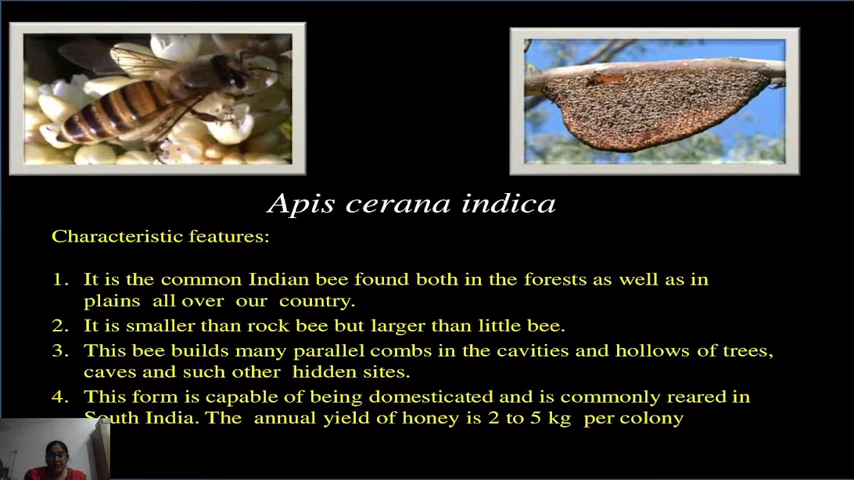 Apis cerana indica
Characteristic features:
1. It is the common Indian bee found both in the forests as well as in
plains all over our country.
2. It is smaller than rock bee but larger than little bee.
3. This bee builds many parallel combs in the cavities and hollows of trees,
caves and such other hidden sites.
4. This form is capable of being domesticated and is commonly reared in
South India. The annual yield of honey is 2 to 5 kg per colony